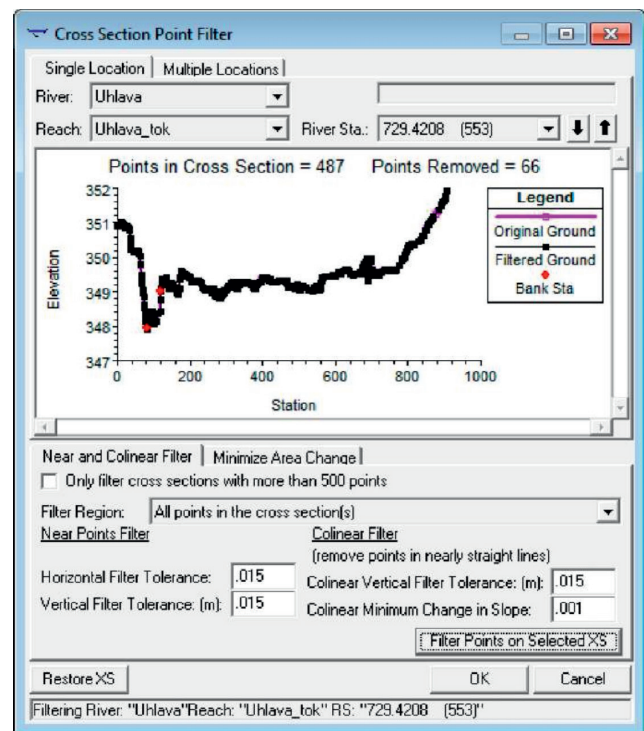 Cross Section Point Filter
Single Location Multiple Locations
River: Uhlava
Reach: Uhlava_tok River Sta.: 729.4208 (553)
Points in Cross Section = 487 Points Removed = 66
352
351
350
349
348
347
Elevation
0 200 400 600 800 1000
Station
Legend
Original Ground
Filtered Ground
Bank Sta
Near and Colinear Filter Minimize Area Change
Only filter cross sections with more than 500 points
Filter Region: All points in the cross section(s)
Near Points Filter
Horizontal Filter Tolerance: .015
Vertical Filter Tolerance: (m): .015
Colinear Filter
(remove points in nearly straight lines)
Colinear Vertical Filter Tolerance: (m): .015
Colinear Minimum Change in Slope: .001
Filter Points on Selected XS
Restore XS OK Cancel
Filtering River: "Uhlava"Reach: "Uhlava_tok" RS: "729.4208 (553)"